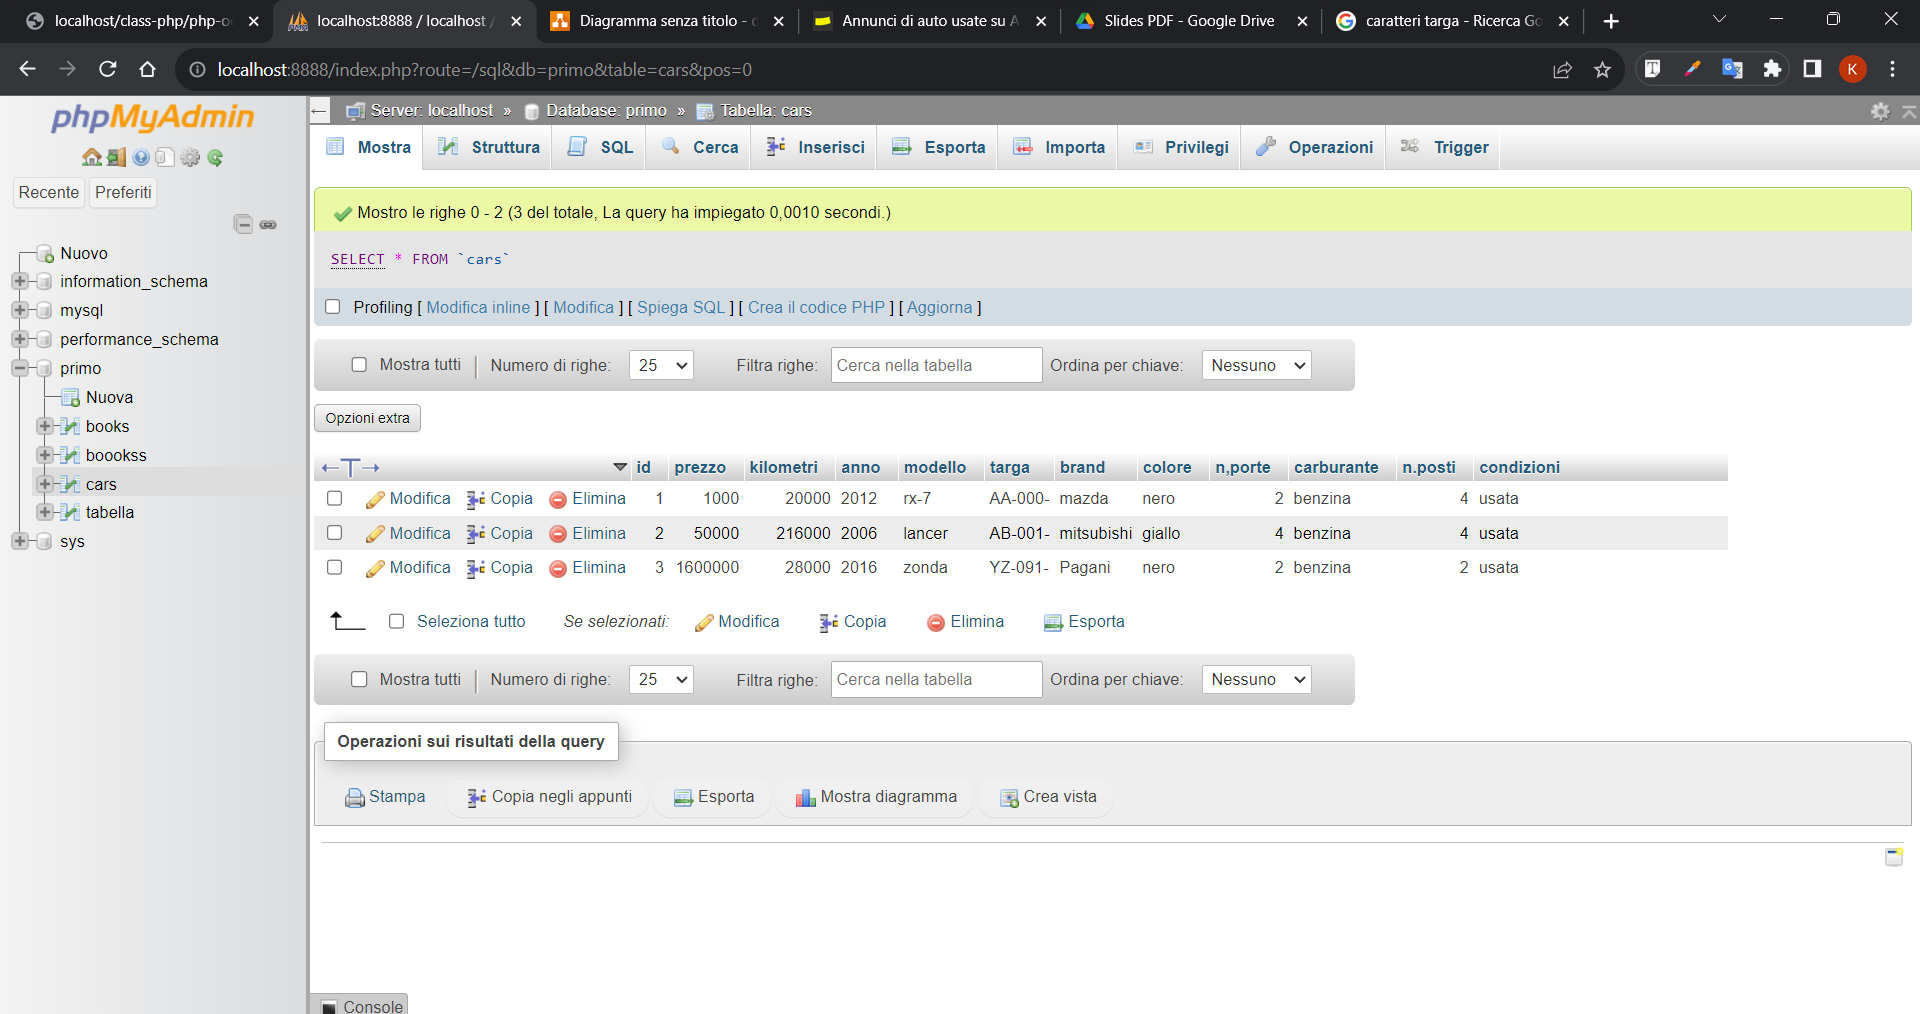 localhost/class-php/php-o
localhost:8888 / localhost /
Diagramma senza titolo -
Annunci di auto usate su A
Slides PDF - Google Drive
caratteri targa - Ricerca Go
localhost:8888/index.php?route=/sql&db=primo&table=cars&pos=0
K
phpMyAdmin
Recente
Preferiti
Nuovo
information_schema
mysql
performance_schema
primo
Nuova
books
boookss
cars
tabella
sys
Server: localhost » Database: primo » Tabella: cars
Mostra Struttura SQL Cerca Inserisci Esporta Importa Privilegi Operazioni Trigger
Mostro le righe 0 - 2 (3 del totale, La query ha impiegato 0,0010 secondi.)
SELECT * FROM `cars`
Profiling [ Modifica inline ] [ Modifica ] [ Spiega SQL ] [ Crea il codice PHP ] [ Aggiorna ]
Mostra tutti | Numero di righe: 25 Filtra righe: Cerca nella tabella Ordina per chiave: Nessuno
Opzioni extra
id prezzo kilometri anno modello targa brand colore n,porte carburante n.posti condizioni
Modifica Copia Elimina 1 1000 20000 2012 rx-7 AA-000- mazda nero 2 benzina 4 usata
Modifica Copia Elimina 2 50000 216000 2006 lancer AB-001- mitsubishi giallo 4 benzina 4 usata
Modifica Copia Elimina 3 1600000 28000 2016 zonda YZ-091- Pagani nero 2 benzina 2 usata
Seleziona tutto Se selezionati: Modifica Copia Elimina Esporta
Mostra tutti | Numero di righe: 25 Filtra righe: Cerca nella tabella Ordina per chiave: Nessuno
Operazioni sui risultati della query
Stampa Copia negli appunti Esporta Mostra diagramma Crea vista
Console